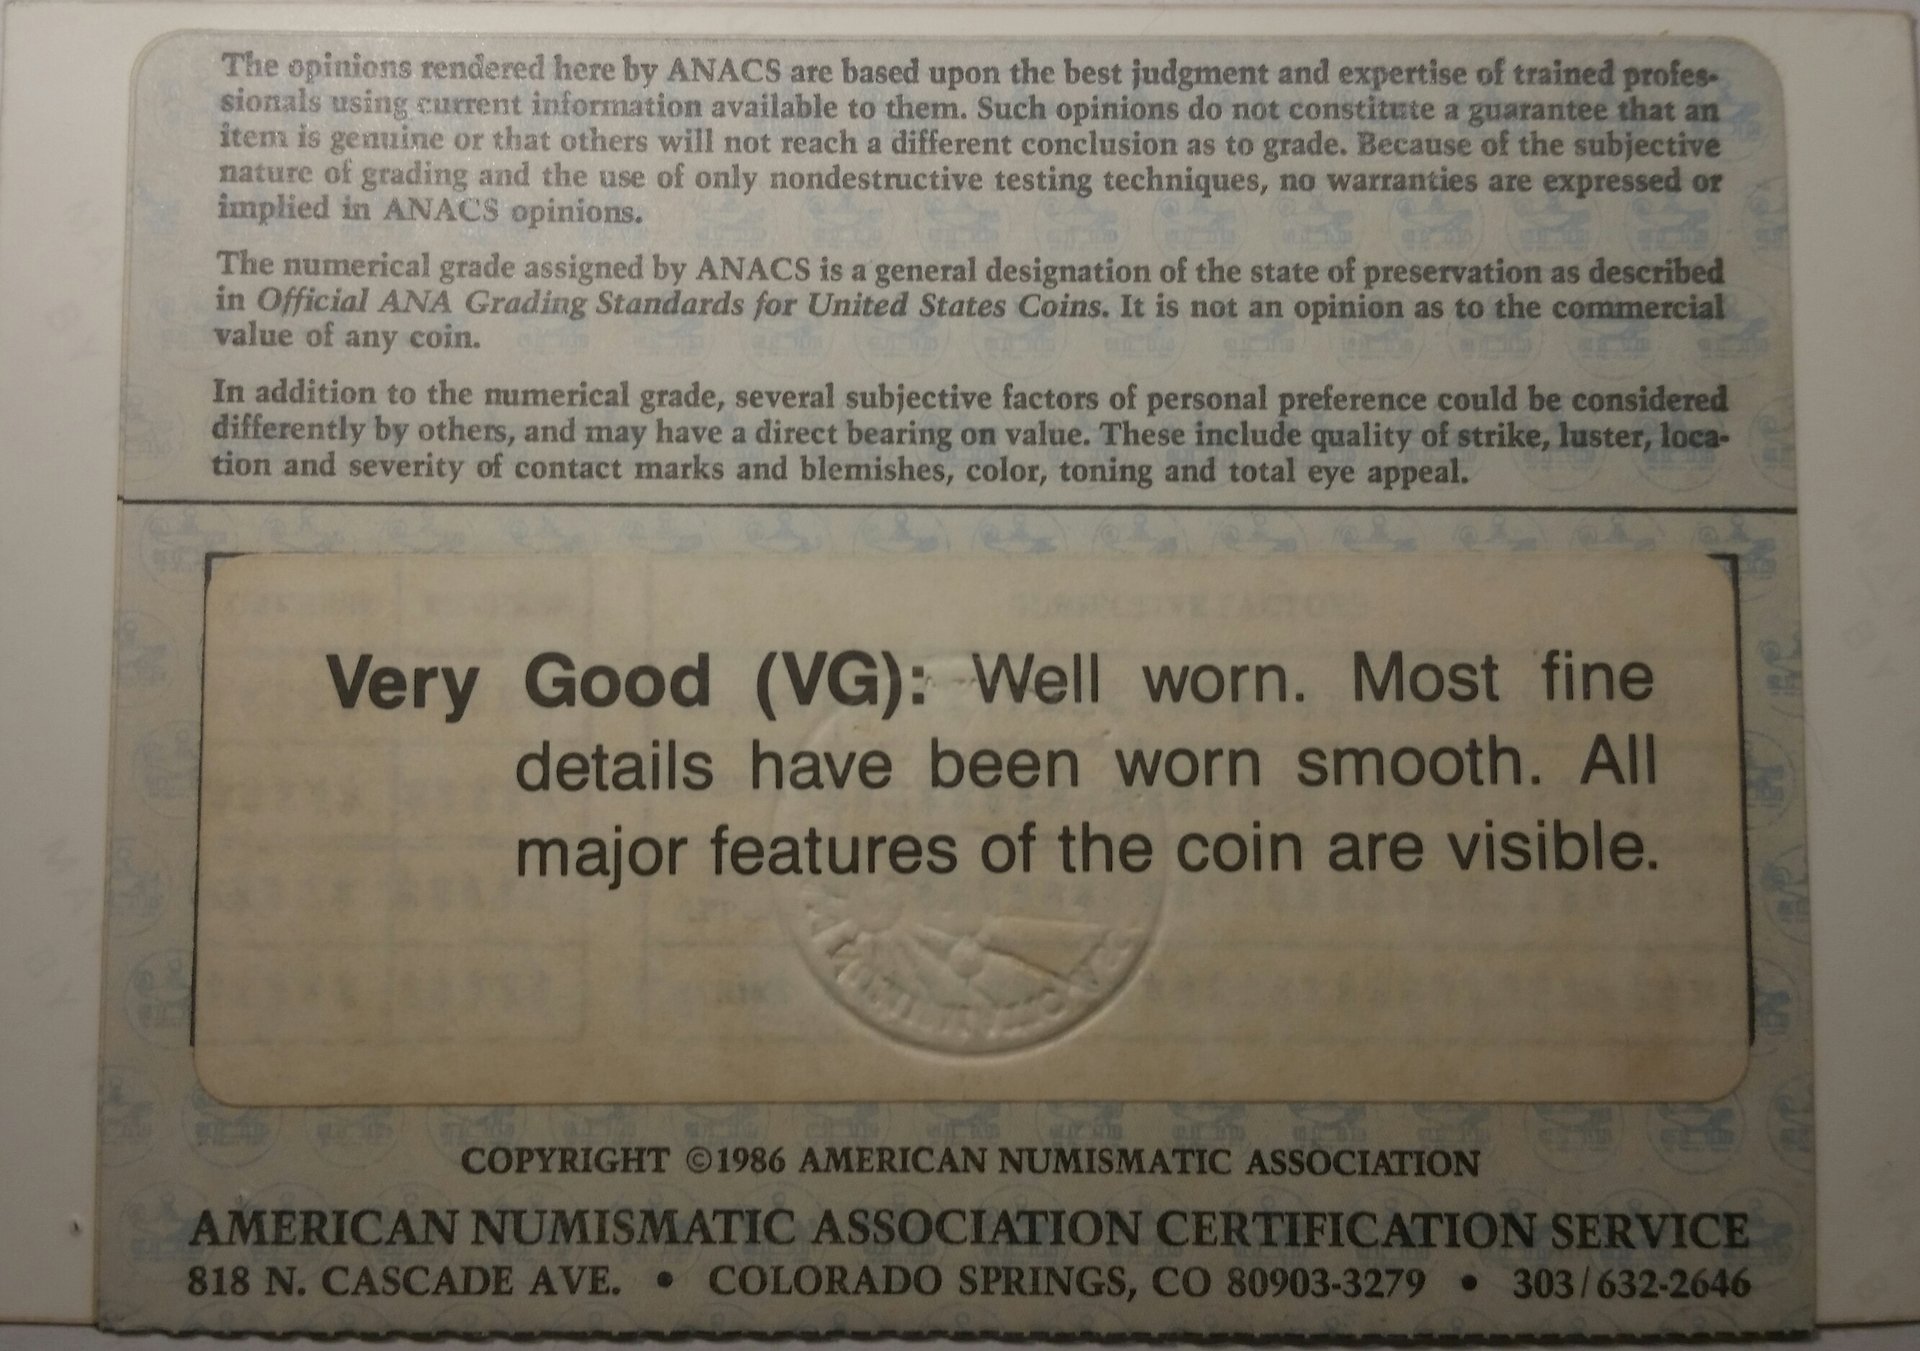 The opinions rendered here by ANACS are based upon the best judgment and expertise of trained profes-
sionals using current information available to them. Such opinions do not constitute a guarantee that an
item is genuine or that others will not reach a different conclusion as to grade. Because of the subjective
nature of grading and the use of only nondestructive testing techniques, no warranties are expressed or
implied in ANACS opinions.
The numerical grade assigned by ANACS is a general designation of the state of preservation as described
in Official ANA Grading Standards for United States Coins. It is not an opinion as to the commercial
value of any coin.
In addition to the numerical grade, several subjective factors of personal preference could be considered
differently by others, and may have a direct bearing on value. These include quality of strike, luster, loca-
tion and severity of contact marks and blemishes, color, toning and total eye appeal.
Very Good (VG): Well worn. Most fine
details have been worn smooth. All
major features of the coin are visible.
COPYRIGHT ©1986 AMERICAN NUMISMATIC ASSOCIATION
AMERICAN NUMISMATIC ASSOCIATION CERTIFICATION SERVICE
818 N. CASCADE AVE. • COLORADO SPRINGS, CO 80903-3279 • 303/632-2646